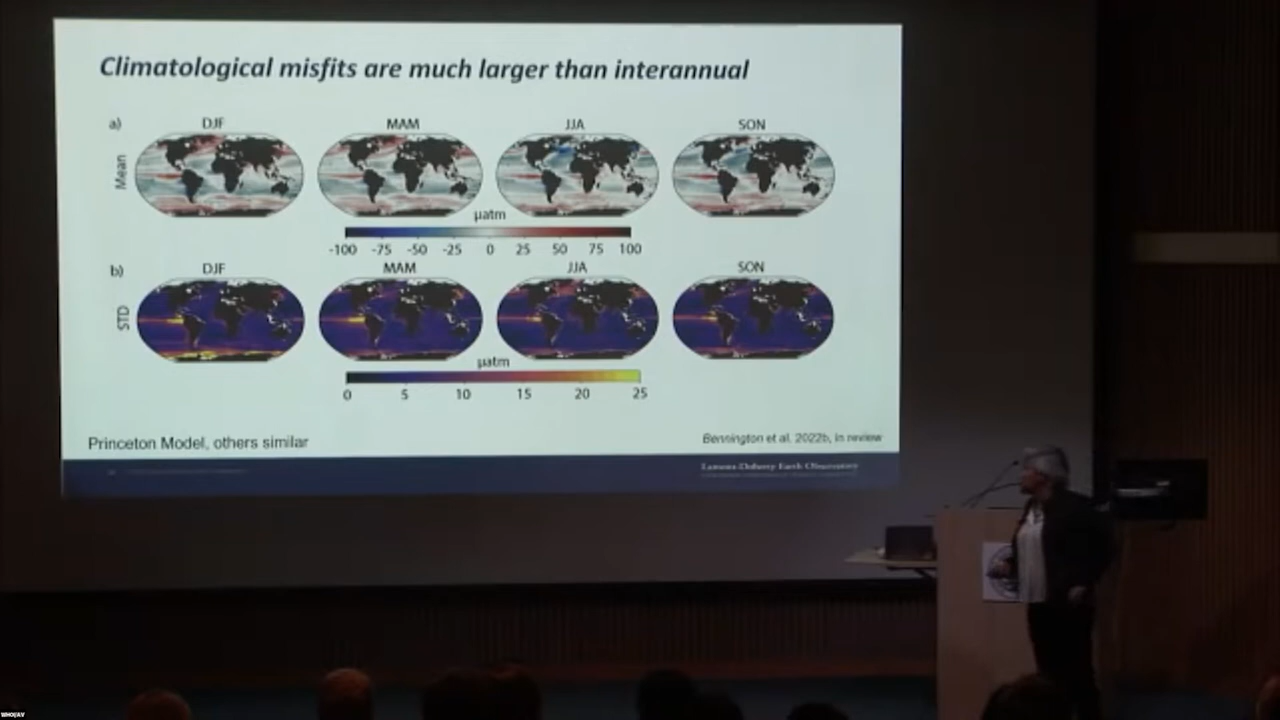 Climatological misfits are much larger than interannual
a)
DJF
MAM
JJA
SON
Mean
µatm
-100 -75 -50 -25 0 25 50 75 100
b)
DJF
MAM
JJA
SON
STD
µatm
0 5 10 15 20 25
Princeton Model, others similar
Bennington et al. 2022b, in review
Lamont-Doherty Earth Observatory
WHOI/AV